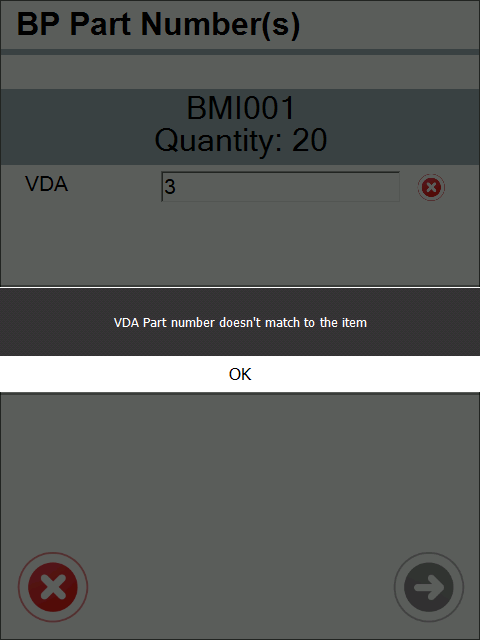 BP Part Number(s)
BMI001
Quantity: 20
VDA
3
VDA Part number doesn't match to the item
OK